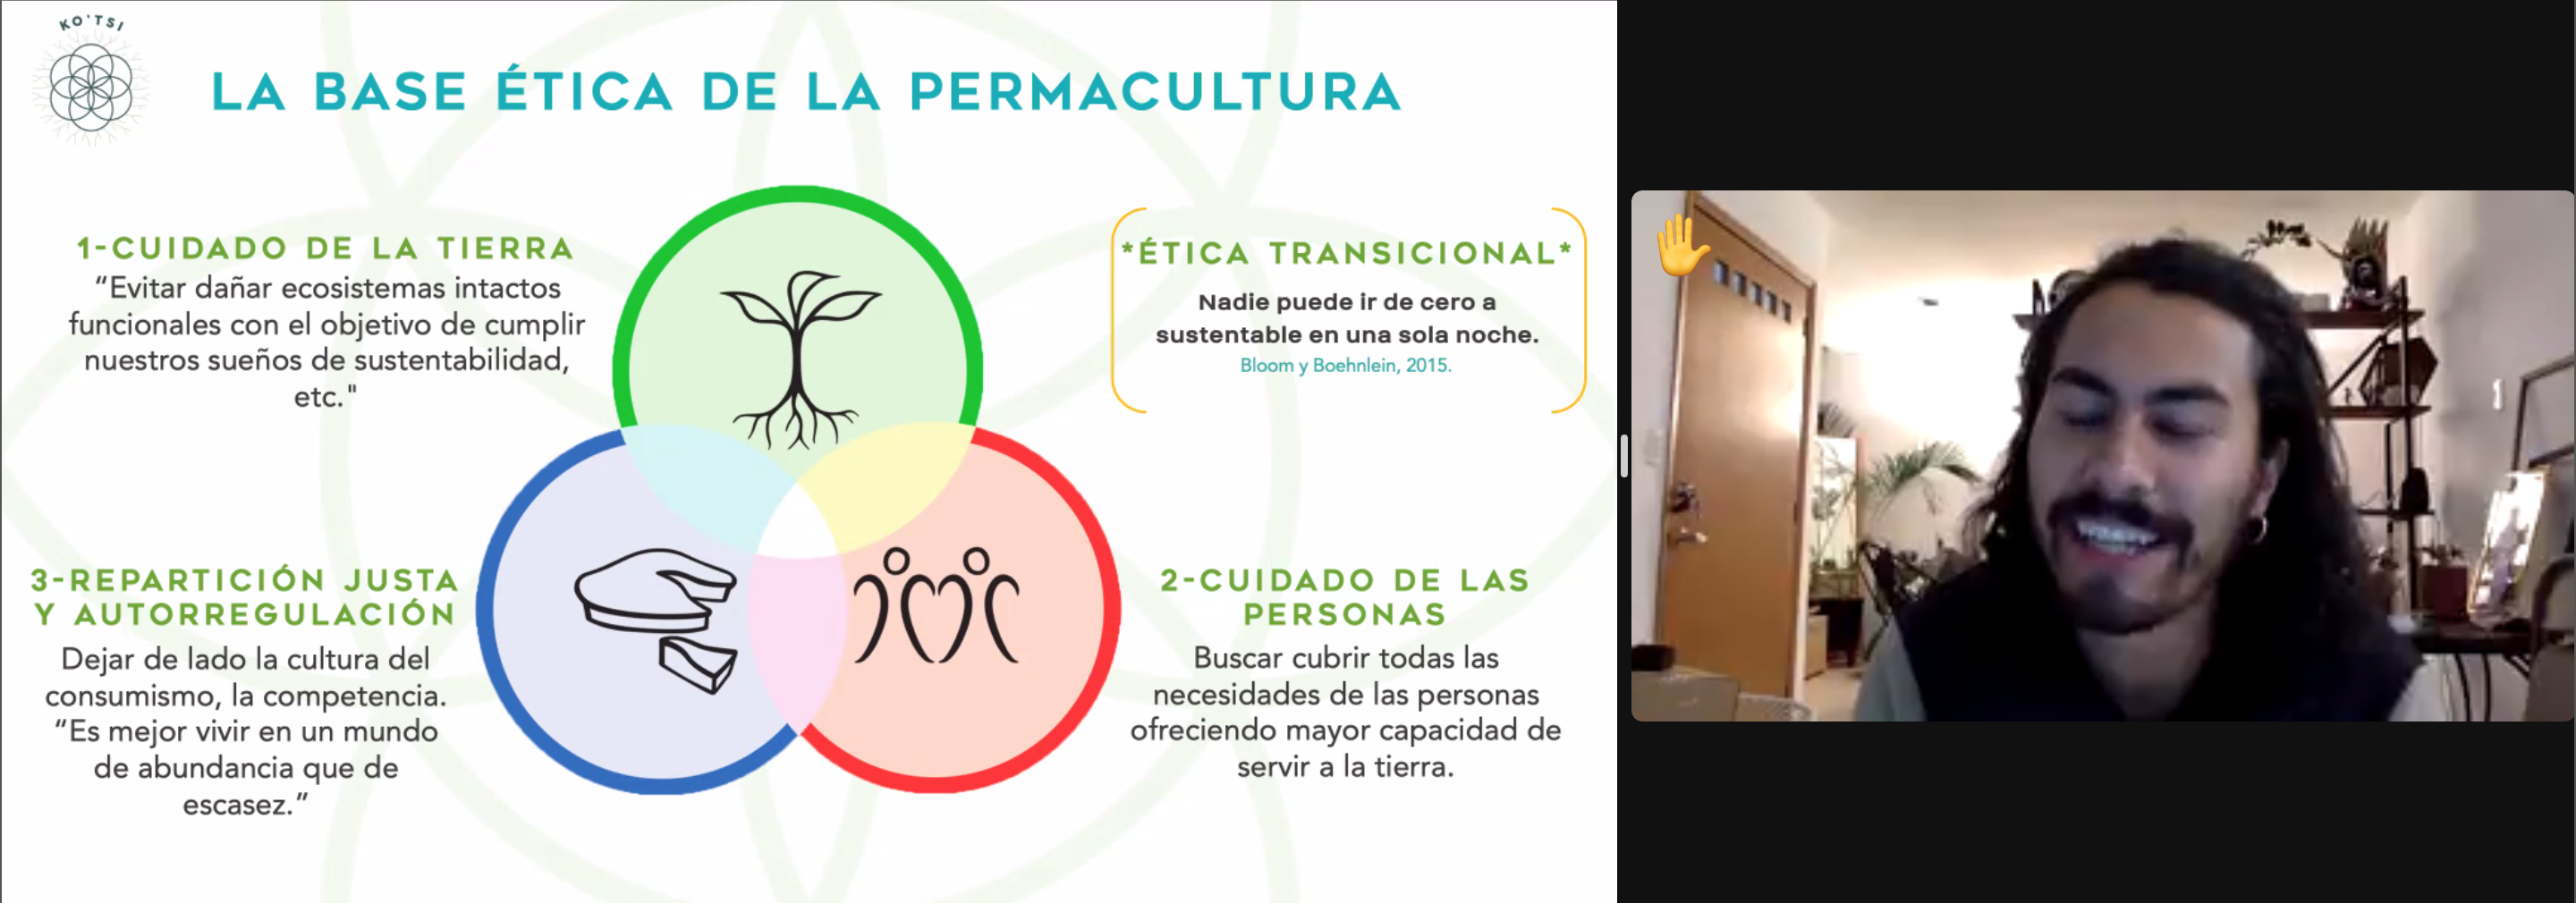 KO'TSI
LA BASE ÉTICA DE LA PERMACULTURA
1-CUIDADO DE LA TIERRA
“Evitar dañar ecosistemas intactos
funcionales con el objetivo de cumplir
nuestros sueños de sustentabilidad,
etc."
*ÉTICA TRANSICIONAL*
Nadie puede ir de cero a
sustentable en una sola noche.
Bloom y Boehnlein, 2015.
3-REPARTICIÓN JUSTA
Y AUTORREGULACIÓN
Dejar de lado la cultura del
consumismo, la competencia.
“Es mejor vivir en un mundo
de abundancia que de
escasez.”
2-CUIDADO DE LAS
PERSONAS
Buscar cubrir todas las
necesidades de las personas
ofreciendo mayor capacidad de
servir a la tierra.